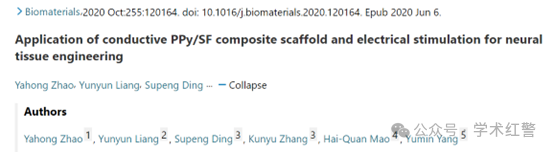 Biomaterials.2020 Oct:255:120164. doi: 10.1016/j.biomaterials.2020.120164. Epub 2020 Jun 6.
Application of conductive PPy/SF composite scaffold and electrical stimulation for neural
tissue engineering
Yahong Zhao, Yunyun Liang, Supeng Ding ... − Collapse
Authors
Yahong Zhao 1, Yunyun Liang 2, Supeng Ding 3, Kunyu Zhang 3, Hai-Quan Mao 4, Yumin Yang 5
公众号 · 学术红警